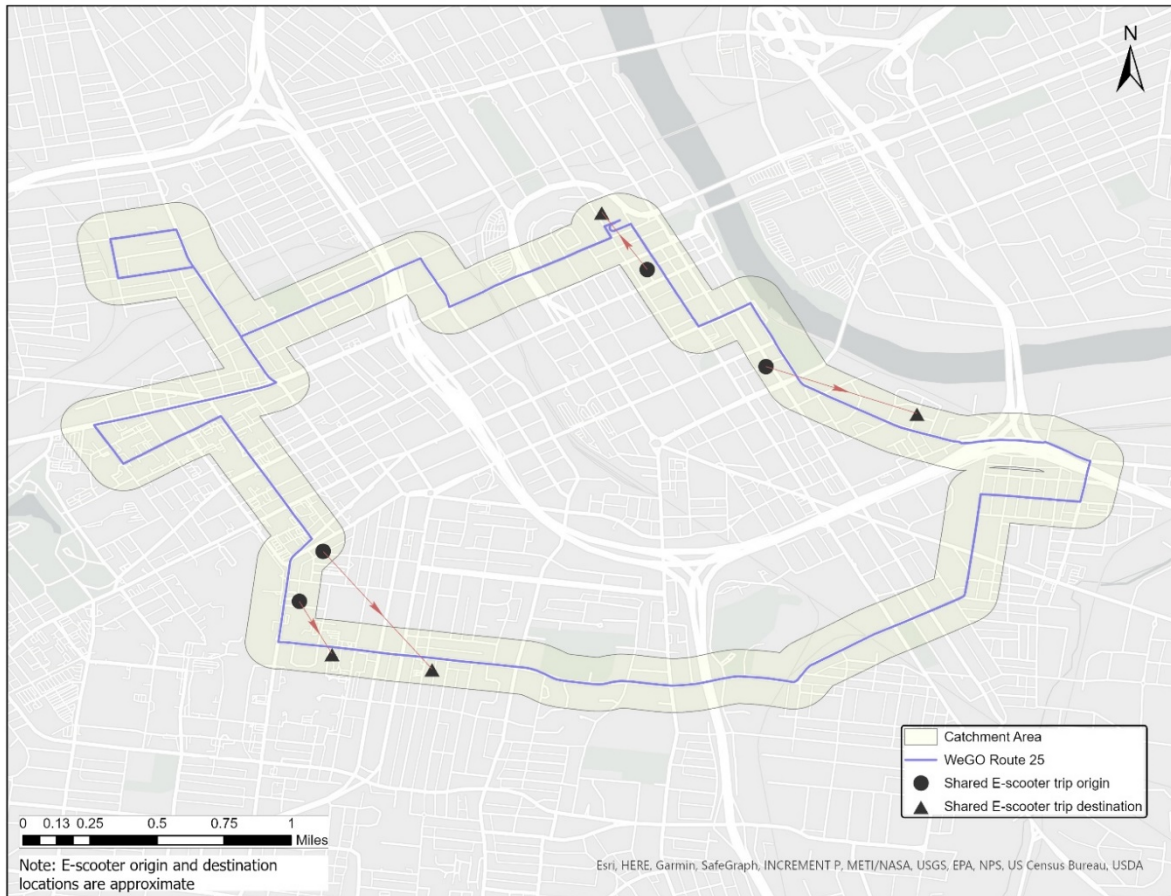 N
Catchment Area
WeGO Route 25
Shared E-scooter trip origin
Shared E-scooter trip destination
0 0.13 0.25 0.5 0.75 1
Miles
Note: E-scooter origin and destination
locations are approximate
Esri, HERE, Garmin, SafeGraph, INCREMENT P, METI/NASA, USGS, EPA, NPS, US Census Bureau, USDA